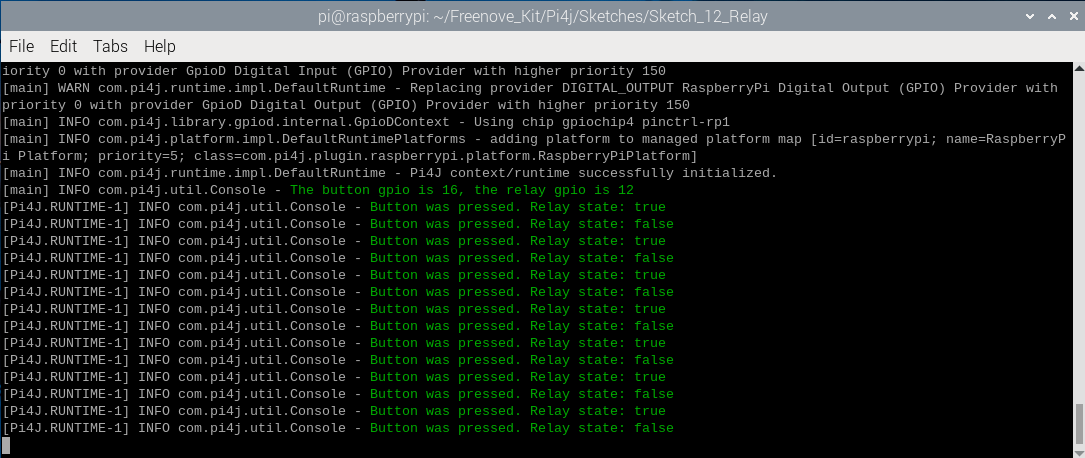 pi@raspberrypi: ~/Freenove_Kit/Pi4j/Sketches/Sketch_12_Relay
File Edit Tabs Help
iority 0 with provider GpioD Digital Input (GPIO) Provider with higher priority 150
[main] WARN com.pi4j.runtime.impl.DefaultRuntime - Replacing provider DIGITAL_OUTPUT RaspberryPi Digital Output (GPIO) Provider with
priority 0 with provider GpioD Digital Output (GPIO) Provider with higher priority 150
[main] INFO com.pi4j.library.gpiod.internal.GpioDContext - Using chip gpiochip4 pinctrl-rp1
[main] INFO com.pi4j.platform.impl.DefaultRuntimePlatforms - adding platform to managed platform map [id=raspberrypi; name=RaspberryP
i Platform; priority=5; class=com.pi4j.plugin.raspberrypi.platform.RaspberryPiPlatform]
[main] INFO com.pi4j.runtime.impl.DefaultRuntime - Pi4J context/runtime successfully initialized.
[main] INFO com.pi4j.util.Console - The button gpio is 16, the relay gpio is 12
[Pi4J.RUNTIME-1] INFO com.pi4j.util.Console - Button was pressed. Relay state: true
[Pi4J.RUNTIME-1] INFO com.pi4j.util.Console - Button was pressed. Relay state: false
[Pi4J.RUNTIME-1] INFO com.pi4j.util.Console - Button was pressed. Relay state: true
[Pi4J.RUNTIME-1] INFO com.pi4j.util.Console - Button was pressed. Relay state: false
[Pi4J.RUNTIME-1] INFO com.pi4j.util.Console - Button was pressed. Relay state: true
[Pi4J.RUNTIME-1] INFO com.pi4j.util.Console - Button was pressed. Relay state: false
[Pi4J.RUNTIME-1] INFO com.pi4j.util.Console - Button was pressed. Relay state: true
[Pi4J.RUNTIME-1] INFO com.pi4j.util.Console - Button was pressed. Relay state: false
[Pi4J.RUNTIME-1] INFO com.pi4j.util.Console - Button was pressed. Relay state: true
[Pi4J.RUNTIME-1] INFO com.pi4j.util.Console - Button was pressed. Relay state: false
[Pi4J.RUNTIME-1] INFO com.pi4j.util.Console - Button was pressed. Relay state: true
[Pi4J.RUNTIME-1] INFO com.pi4j.util.Console - Button was pressed. Relay state: false
[Pi4J.RUNTIME-1] INFO com.pi4j.util.Console - Button was pressed. Relay state: true
[Pi4J.RUNTIME-1] INFO com.pi4j.util.Console - Button was pressed. Relay state: false